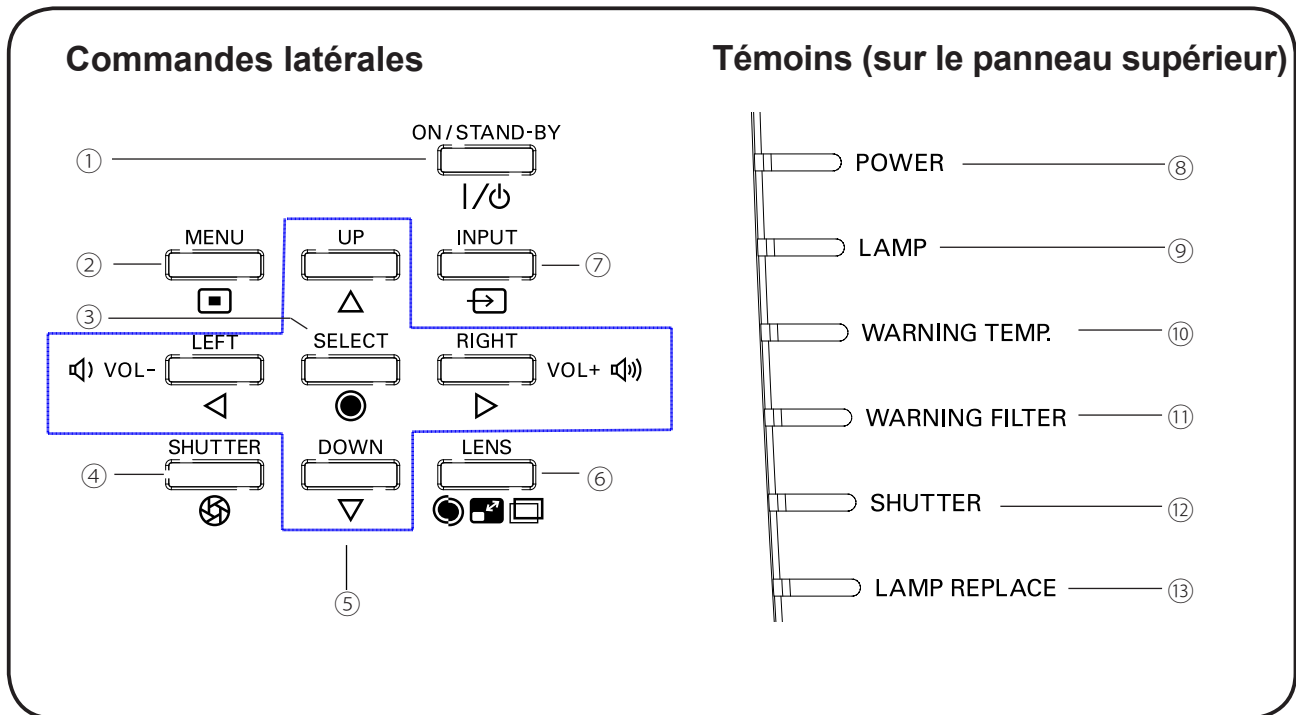 Commandes latérales
Témoins (sur le panneau supérieur)
① ON/STAND-BY
② MENU UP INPUT ⑦
③
VOL- LEFT SELECT RIGHT VOL+
④ SHUTTER DOWN LENS ⑥
⑤
POWER ⑧
LAMP ⑨
WARNING TEMP. ⑩
WARNING FILTER ⑪
SHUTTER ⑫
LAMP REPLACE ⑬